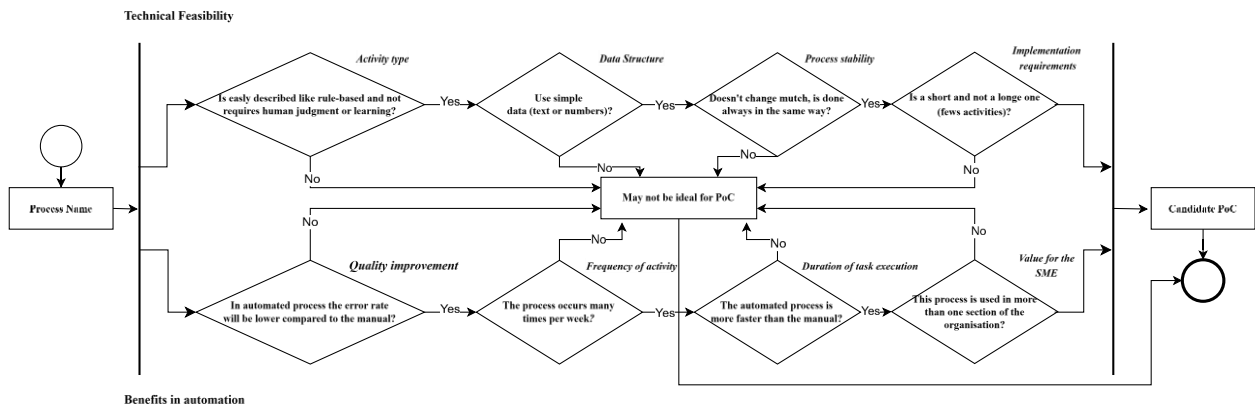 Technical Feasibility
Activity type
Data Structure
Process stability
Implementation
requirements
Is easly described like rule-based and not
requires human judgment or learning?
Yes
Use simple
data (text or numbers)?
Yes
Doesn't change mutch, is done
always in the same way?
Yes
Is a short and not a longe one
(fews activities)?
No
No
No
No
Process Name
May not be ideal for PoC
Candidate PoC
No
No
No
No
Quality improvement
Frequency of activity
Duration of task execution
Value for the
SME
In automated process the error rate
will be lower compared to the manual?
Yes
The process occurs many
times per week?
Yes
The automated process is
more faster than the manual?
Yes
This process is used in more
than one section of the
organisation?
Benefits in automation